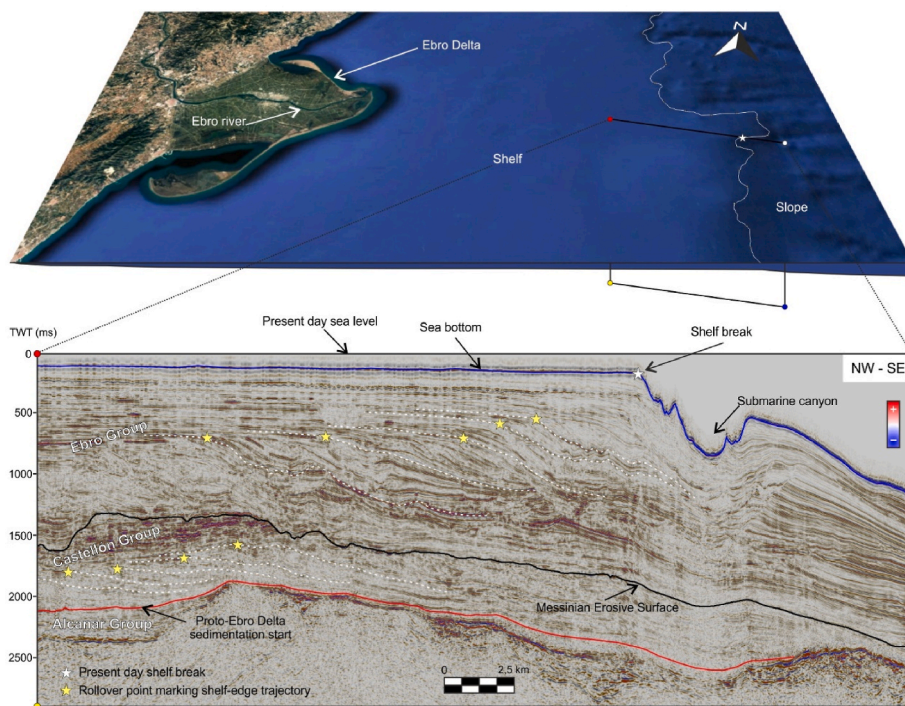 N
Ebro Delta
Ebro river
Shelf
Slope
TWT (ms)
Present day sea level
Sea bottom
Shelf break
0
NW - SE
Submarine canyon
+
–
500
Ebro Group
1000
1500
Castellon Group
2000
Messinian Erosive Surface
Alcanar Group
Proto-Ebro Delta
sedimentation start
2500
0
2,5 km
Present day shelf break
Rollover point marking shelf-edge trajectory